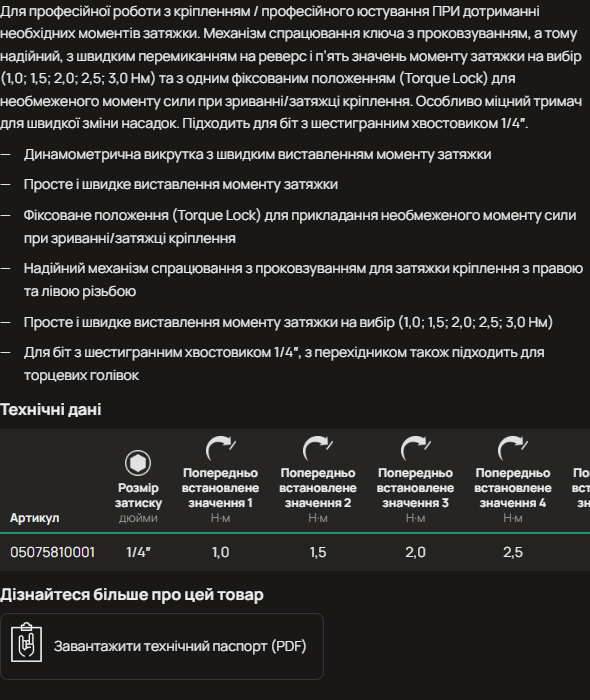 Для професійної роботи з кріпленням / професійного юстування ПРИ дотриманні
необхідних моментів затяжки. Механізм спрацювання ключа з проковзуванням, а тому
надійний, з швидким перемиканням на реверс і п'ять значень моменту затяжки на вибір
(1,0; 1,5; 2,0; 2,5; 3,0 Нм) та з одним фіксованим положенням (Torque Lock) для
необмеженого моменту сили при зриванні/затяжці кріплення. Особливо міцний тримач
для швидкої зміни насадок. Підходить для біт з шестигранним хвостовиком 1/4″.
— Динамометрична викрутка з швидким виставленням моменту затяжки
— Просте і швидке виставлення моменту затяжки
— Фіксоване положення (Torque Lock) для прикладання необмеженого моменту сили
при зриванні/затяжці кріплення
— Надійний механізм спрацювання з проковзуванням для затяжки кріплення з правою
та лівою різьбою
— Просте і швидке виставлення моменту затяжки на вибір (1,0; 1,5; 2,0; 2,5; 3,0 Нм)
— Для біт з шестигранним хвостовиком 1/4″, з перехідником також підходить для
торцевих голівок
Технічні дані
Попередньо Попередньо Попередньо Попередньо По
Розмір встановлене встановлене встановлене встановлене вст
затиску значення 1 значення 2 значення 3 значення 4 зн
Артикул дюйми Н·м Н·м Н·м Н·м
05075810001 1/4″ 1,0 1,5 2,0 2,5
Дізнайтеся більше про цей товар
Завантажити технічний паспорт (PDF)